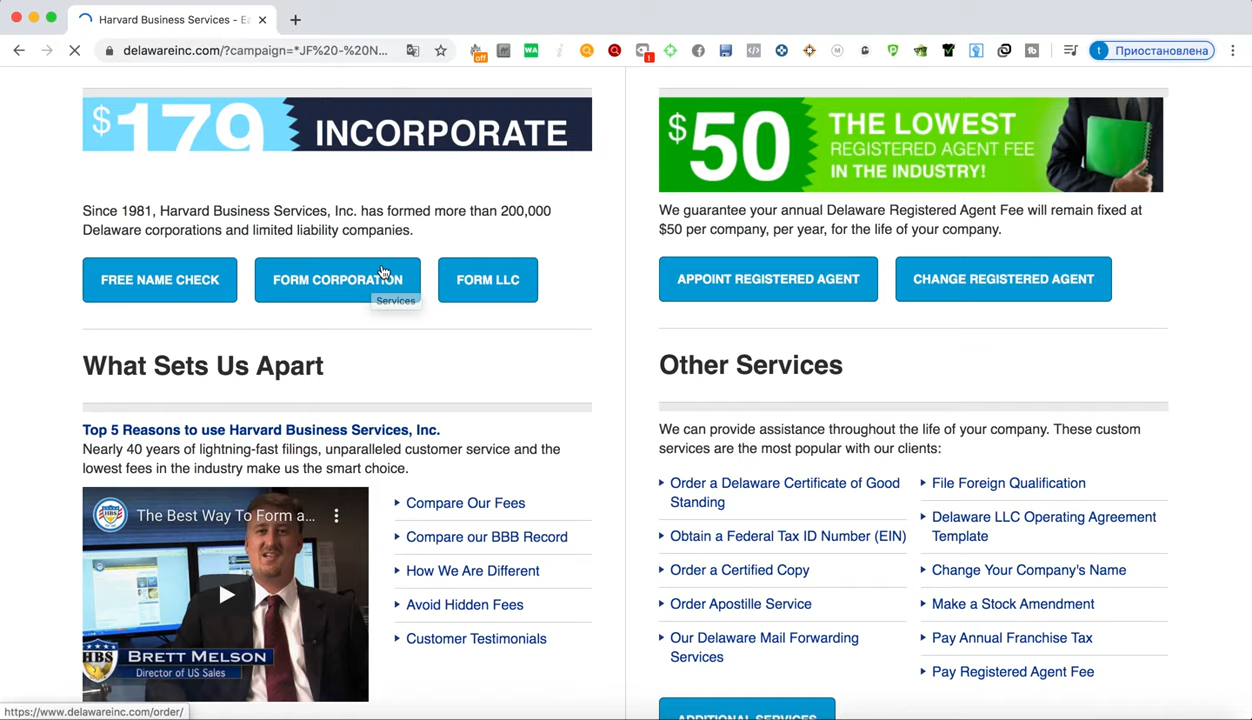 Harvard Business Services - Ea
delawareinc.com/?campaign=*JF%20-%20N...
Приостановлена
$179 INCORPORATE
Since 1981, Harvard Business Services, Inc. has formed more than 200,000
Delaware corporations and limited liability companies.
FREE NAME CHECK
FORM CORPORATION
FORM LLC
Services
$50 THE LOWEST
REGISTERED AGENT FEE
IN THE INDUSTRY!
We guarantee your annual Delaware Registered Agent Fee will remain fixed at
$50 per company, per year, for the life of your company.
APPOINT REGISTERED AGENT
CHANGE REGISTERED AGENT
What Sets Us Apart
Top 5 Reasons to use Harvard Business Services, Inc.
Nearly 40 years of lightning-fast filings, unparalleled customer service and the
lowest fees in the industry make us the smart choice.
HBS
The Best Way To Form a...
HBS
BRETT MELSON
Director of US Sales
Compare Our Fees
Compare our BBB Record
How We Are Different
Avoid Hidden Fees
Customer Testimonials
Other Services
We can provide assistance throughout the life of your company. These custom
services are the most popular with our clients:
Order a Delaware Certificate of Good
Standing
Obtain a Federal Tax ID Number (EIN)
Order a Certified Copy
Order Apostille Service
Our Delaware Mail Forwarding
Services
File Foreign Qualification
Delaware LLC Operating Agreement
Template
Change Your Company's Name
Make a Stock Amendment
Pay Annual Franchise Tax
Pay Registered Agent Fee
ADDITIONAL SERVICES
https://www.delawareinc.com/order/